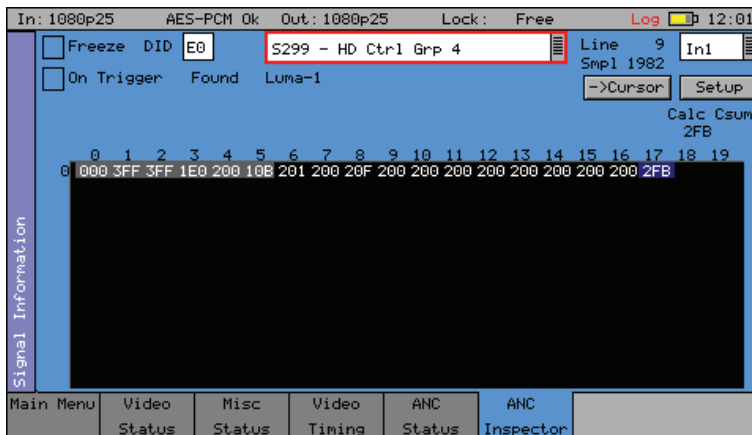 In: 1080p25 AES-PCM Ok Out: 1080p25 Lock: Free Log 12:01
Freeze DID E0 S299 - HD Ctrl Grp 4 Line 9 In1
Smpl 1982
On Trigger Found Luma-1
->Cursor Setup
Calc Csum
2FB
0 1 2 3 4 5 6 7 8 9 10 11 12 13 14 15 16 17 18 19
0 000 3FF 3FF 1E0 200 10B 201 200 20F 200 200 200 200 200 200 200 200 2FB
Signal Information
Main Menu Video Status Misc Status Video Timing ANC Status ANC Inspector